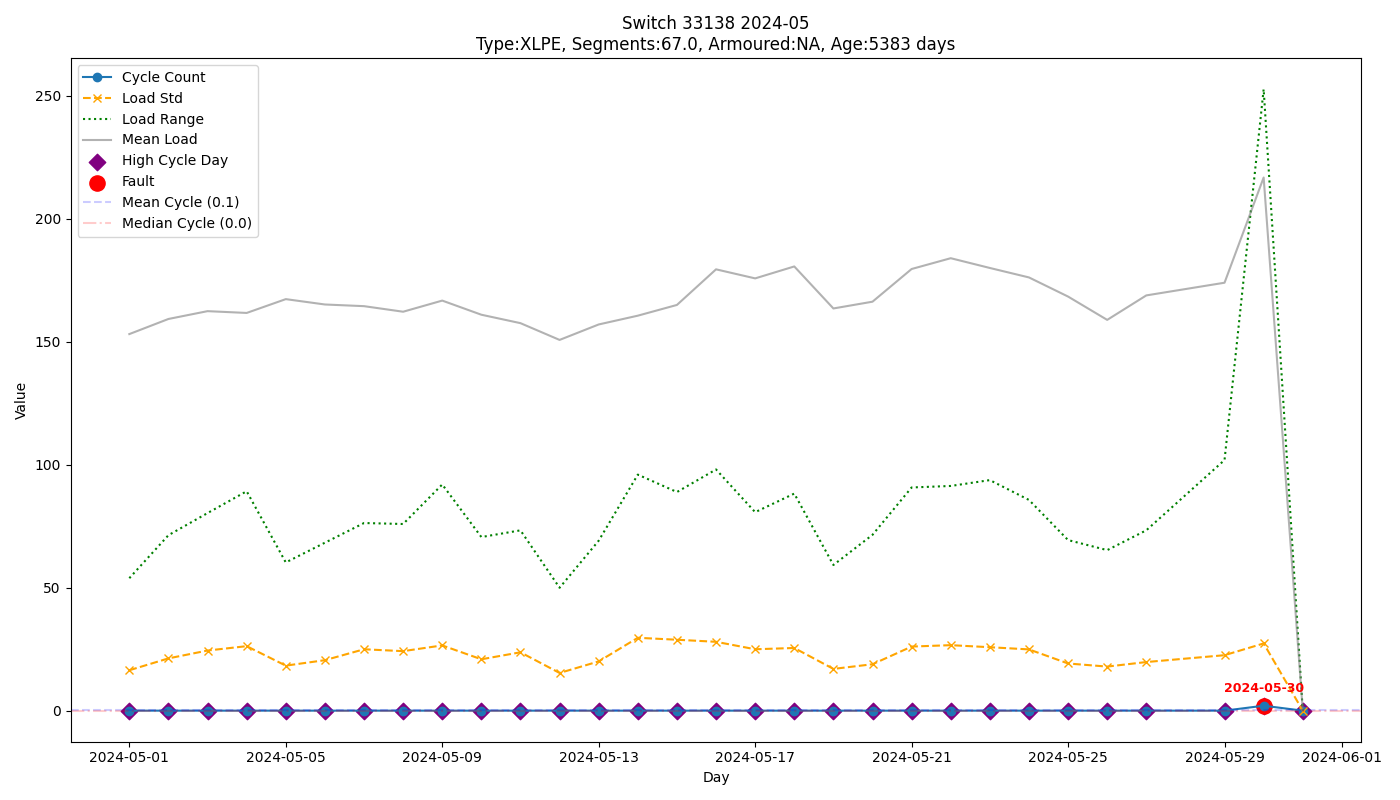 Switch 33138 2024-05
Type:XLPE, Segments:67.0, Armoured:NA, Age:5383 days
Cycle Count
Load Std
Load Range
Mean Load
High Cycle Day
Fault
Mean Cycle (0.1)
Median Cycle (0.0)
250
200
150
100
50
0
Value
2024-05-30
2024-05-01 2024-05-05 2024-05-09 2024-05-13 2024-05-17 2024-05-21 2024-05-25 2024-05-29 2024-06-01
Day